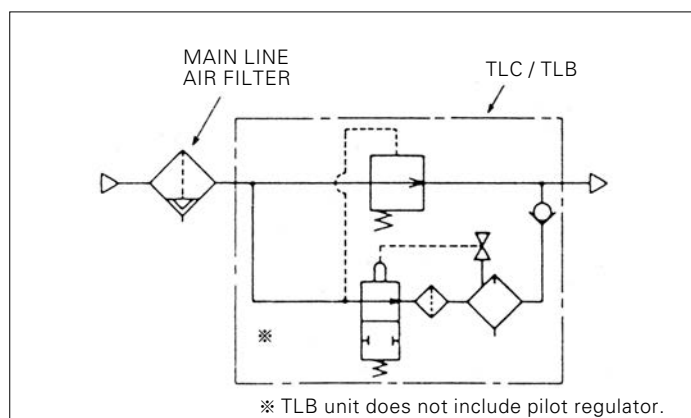 MAIN LINE
AIR FILTER
TLC / TLB
※
※ TLB unit does not include pilot regulator.